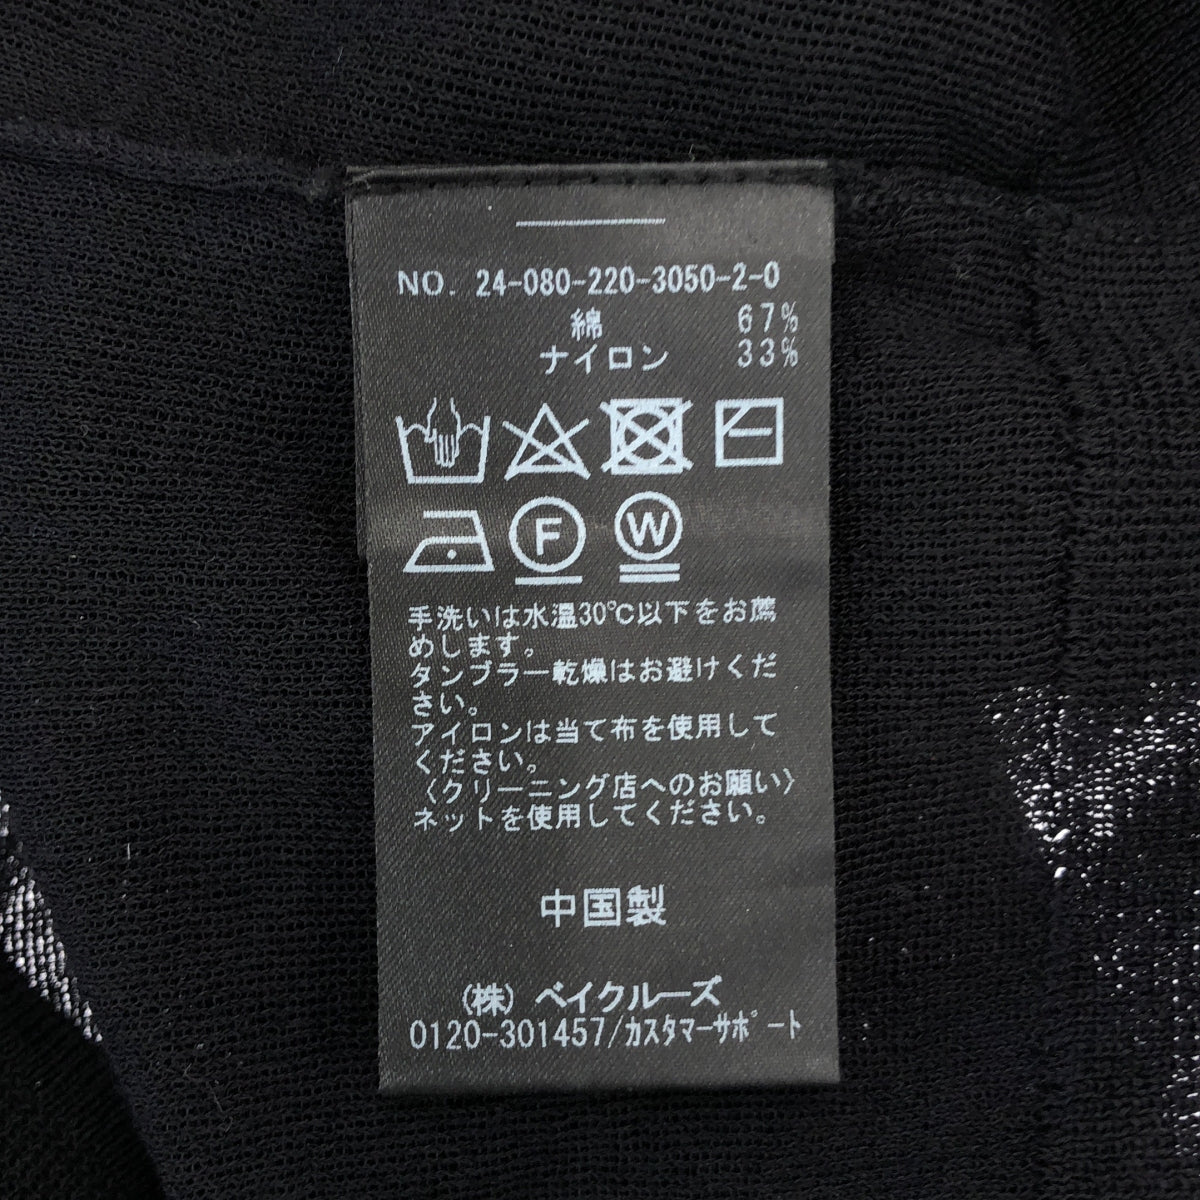 NO. 24-080-220-3050-2-0
綿 67%
ナイロン 33%
F W
手洗いは水温30℃以下をお薦
めします。
タンブラー乾燥はお避けくだ
さい。
アイロンは当て布を使用して
ください。
〈クリーニング店へのお願い〉
ネットを使用してください。
中国製
(株) ベイクルーズ
0120-301457/ｶｽﾀﾏｰｻﾎﾟｰﾄ